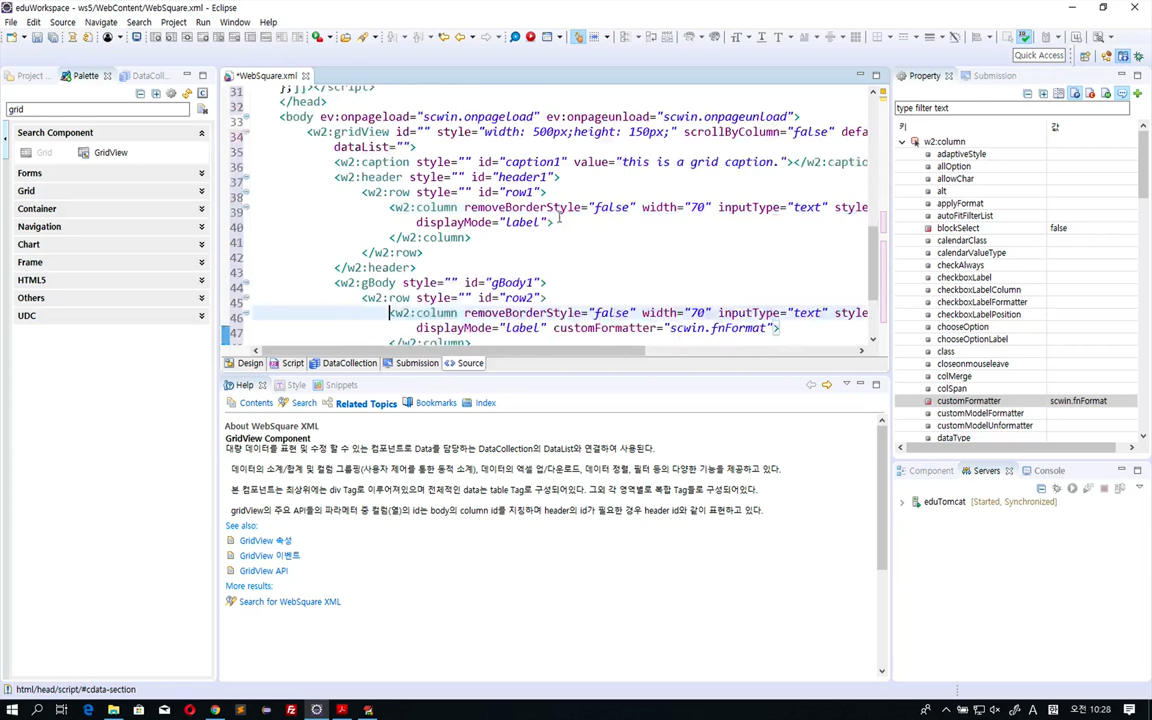 eduWorkspace - ws5/WebContent/WebSquare.xml - Eclipse
File Edit Source Navigate Search Project Run Window Help
Quick Access
Project ...
Palette
DataColl...
grid
Search Component
Grid
GridView
Forms
Grid
Container
Navigation
Chart
Frame
HTML5
Others
UDC
*WebSquare.xml
31 };]]></script>
32 </head>
33 <body ev:onpageload="scwin.onpageload" ev:onpageunload="scwin.onpageunload">
34 <w2:gridView id="" style="width: 500px;height: 150px;" scrollByColumn="false" defa
35 dataList="">
36 <w2:caption style="" id="caption1" value="this is a grid caption."></w2:caption>
37 <w2:header style="" id="header1">
38 <w2:row style="" id="row1">
39 <w2:column removeBorderStyle="false" width="70" inputType="text" style
40 displayMode="label">
41 </w2:column>
42 </w2:row>
43 </w2:header>
44 <w2:gBody style="" id="gBody1">
45 <w2:row style="" id="row2">
46 <w2:column removeBorderStyle="false" width="70" inputType="text" style
47 displayMode="label" customFormatter="scwin.fnFormat">
</w2:column>
Design Script DataCollection Submission Source
Help Style Snippets
Contents Search Related Topics Bookmarks Index
About WebSquare XML
GridView Component
대량 데이터를 표현 및 수정 할 수 있는 컴포넌트로 Data를 담당하는 DataCollection의 DataList와 연결하여 사용된다.
데이터의 소계/합계 및 컬럼 그룹핑(사용자 제어를 통한 동적 소계), 데이터의 엑셀 업/다운로드, 데이터 정렬, 필터 등의 다양한 기능을 제공하고 있다.
본 컴포넌트는 최상위에는 div Tag로 이루어져있으며 전체적인 data는 table Tag로 구성되어있다. 그외 각 영역별로 복합 Tag들로 구성되어있다.
gridView의 주요 API들의 파라메터 중 컬럼(열)의 id는 body의 column id를 지칭하며 header의 id가 필요한 경우 header id와 같이 표현하고 있다.
See also:
GridView 속성
GridView 이벤트
GridView API
More results:
Search for WebSquare XML
Property Submission
type filter text
키 값
w2:column
adaptiveStyle
allOption
allowChar
alt
applyFormat
autoFitFilterList
blockSelect false
calendarClass
calendarValueType
checkAlways
checkboxLabel
checkboxLabelColumn
checkboxLabelFormatter
checkboxLabelPosition
chooseOption
chooseOptionLabel
class
closeonmouseleave
colMerge
colSpan
customFormatter scwin.fnFormat
customModelFormatter
customModelUnformatter
dataType
Component Servers Console
eduTomcat [Started, Synchronized]
html/head/script/#cdata-section
A
오전 10:28